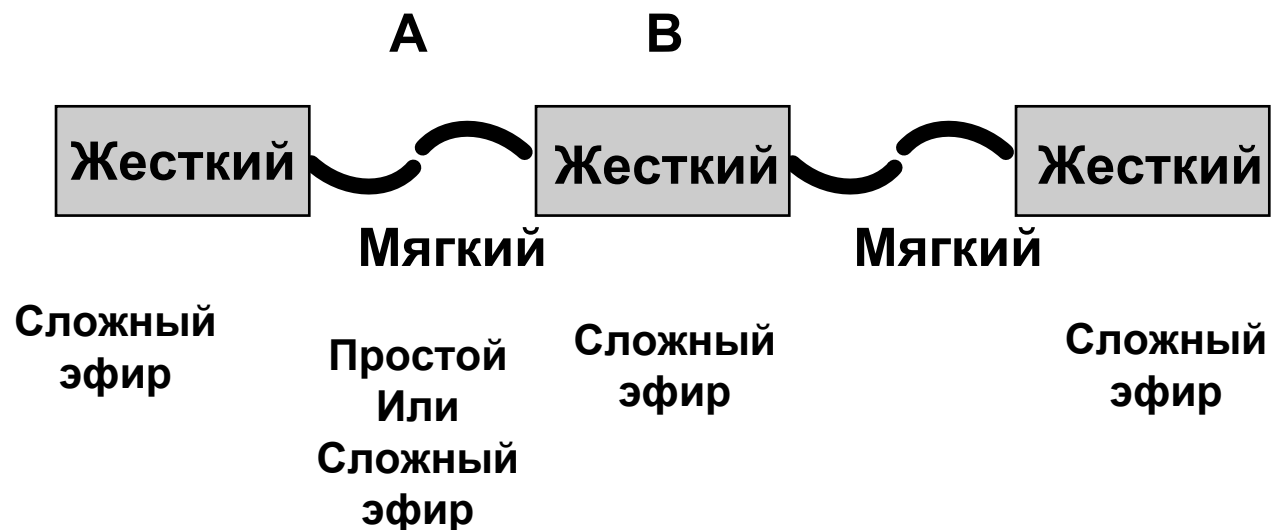 A B
Жесткий Жесткий Жесткий
Мягкий Мягкий
Сложный
эфир
Простой
Или
Сложный
эфир
Сложный
эфир
Сложный
эфир